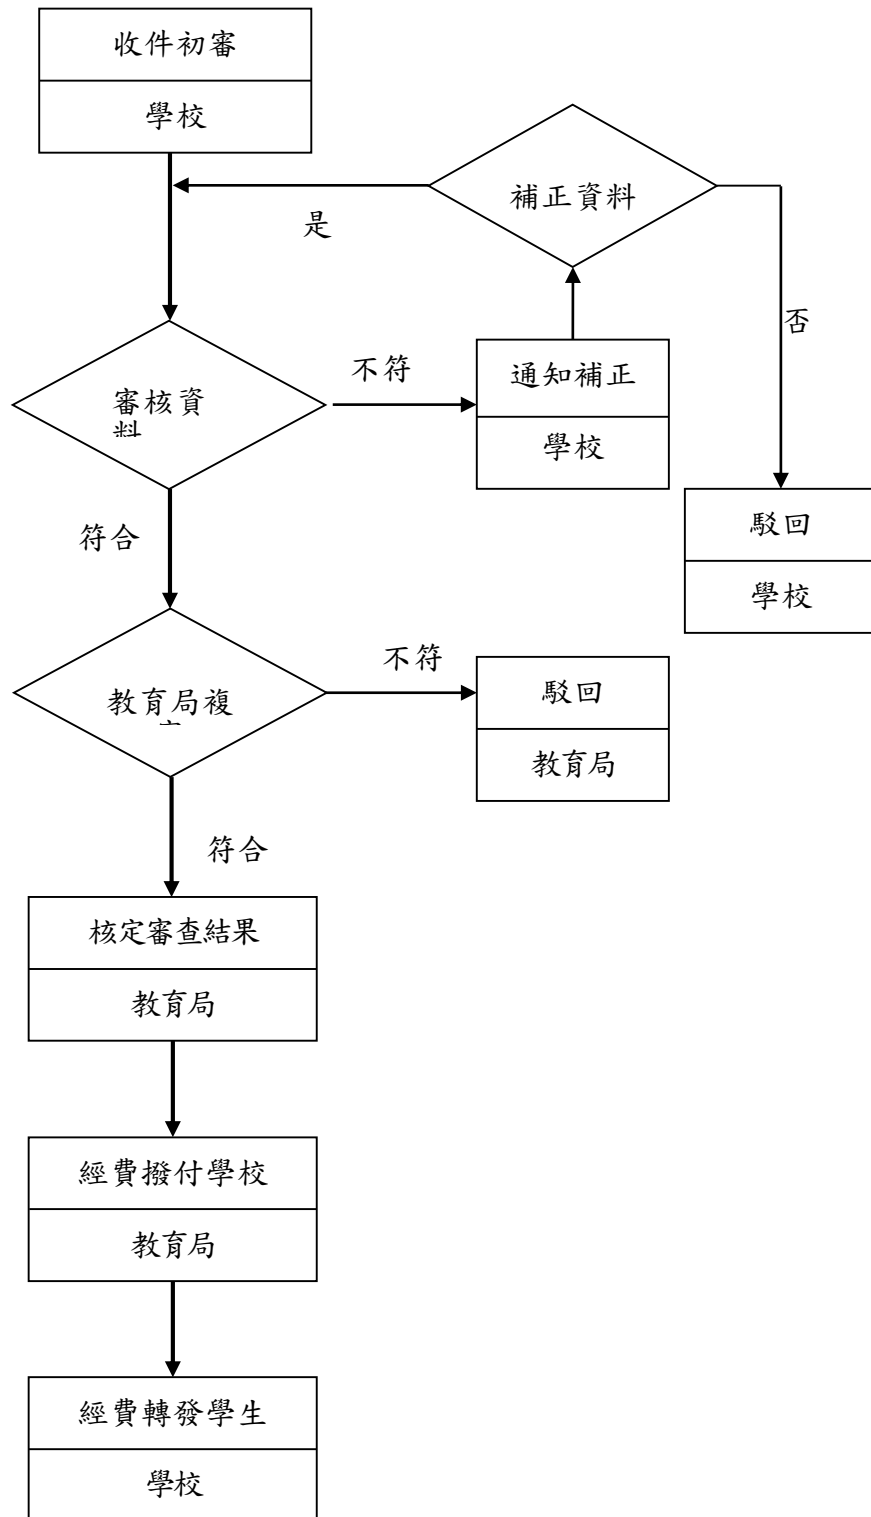 收件初審
學校
補正資料
是
否
審核資
料
不符
通知補正
學校
符合
駁回
學校
教育局複
不符
駁回
教育局
符合
核定審查結果
教育局
經費撥付學校
教育局
經費轉發學生
學校